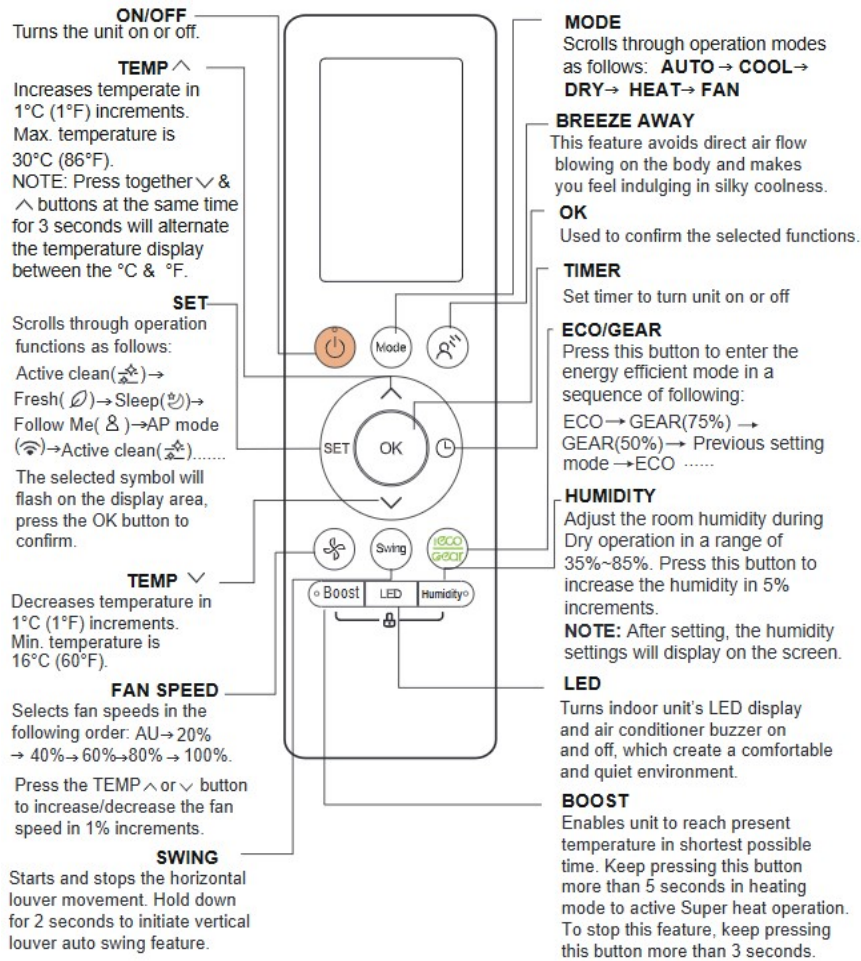 ON/OFF
Turns the unit on or off.
TEMP ︿
Increases temperate in
1°C (1°F) increments.
Max. temperature is
30°C (86°F).
NOTE: Press together ﹀ &
︿ buttons at the same time
for 3 seconds will alternate
the temperature display
between the °C & °F.
SET
Scrolls through operation
functions as follows:
Active clean( )→
Fresh( )→Sleep( )→
Follow Me( )→AP mode
( )→Active clean( ).......
The selected symbol will
flash on the display area,
press the OK button to
confirm.
TEMP ﹀
Decreases temperature in
1°C (1°F) increments.
Min. temperature is
16°C (60°F).
FAN SPEED
Selects fan speeds in the
following order: AU→ 20%
→ 40%→ 60%→80% → 100%.
Press the TEMP ︿ or ﹀ button
to increase/decrease the fan
speed in 1% increments.
SWING
Starts and stops the horizontal
louver movement. Hold down
for 2 seconds to initiate vertical
louver auto swing feature.
Mode
SET
OK
Swing
eco
Gear
Boost
LED
Humidity
MODE
Scrolls through operation modes
as follows: AUTO → COOL→
DRY→ HEAT→ FAN
BREEZE AWAY
This feature avoids direct air flow
blowing on the body and makes
you feel indulging in silky coolness.
OK
Used to confirm the selected functions.
TIMER
Set timer to turn unit on or off
ECO/GEAR
Press this button to enter the
energy efficient mode in a
sequence of following:
ECO→ GEAR(75%) →
GEAR(50%)→ Previous setting
mode →ECO ······
HUMIDITY
Adjust the room humidity during
Dry operation in a range of
35%~85%. Press this button to
increase the humidity in 5%
increments.
NOTE: After setting, the humidity
settings will display on the screen.
LED
Turns indoor unit's LED display
and air conditioner buzzer on
and off, which create a comfortable
and quiet environment.
BOOST
Enables unit to reach present
temperature in shortest possible
time. Keep pressing this button
more than 5 seconds in heating
mode to active Super heat operation.
To stop this feature, keep pressing
this button more than 3 seconds.